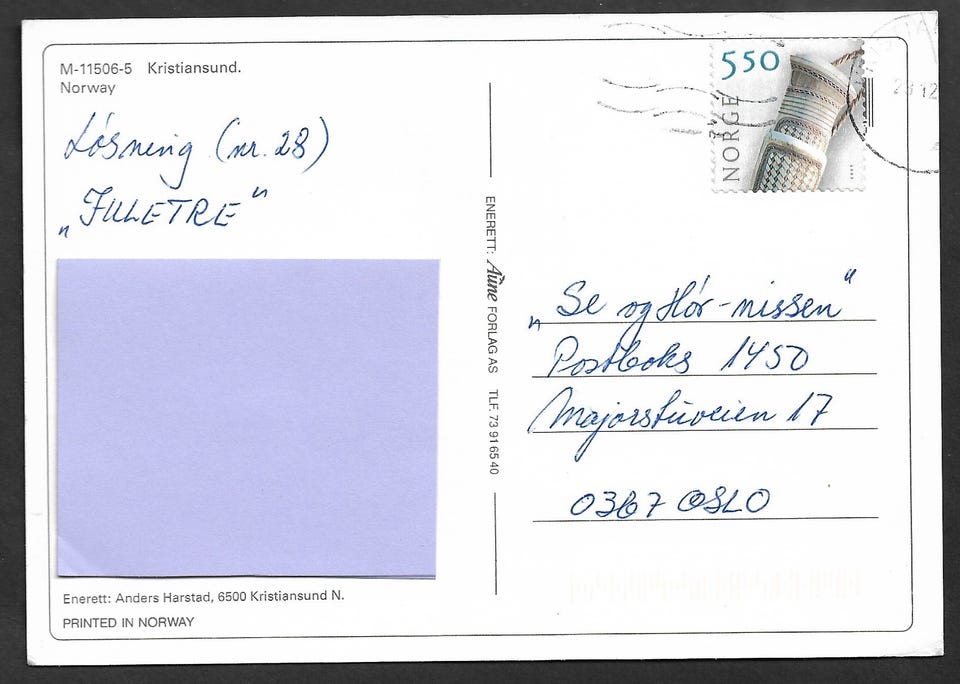 M-11506-5 Kristiansund.
Norway
Løsning (nr. 28)
„JULETRE"
Enerett: Anders Harstad, 6500 Kristiansund N.
PRINTED IN NORWAY
ENERETT: Aune FORLAG AS TLF. 73 91 65 40
5 50
NORGE
„Se og Hør-nissen"
Postboks 1450
Majorstuveien 17
0367 OSLO